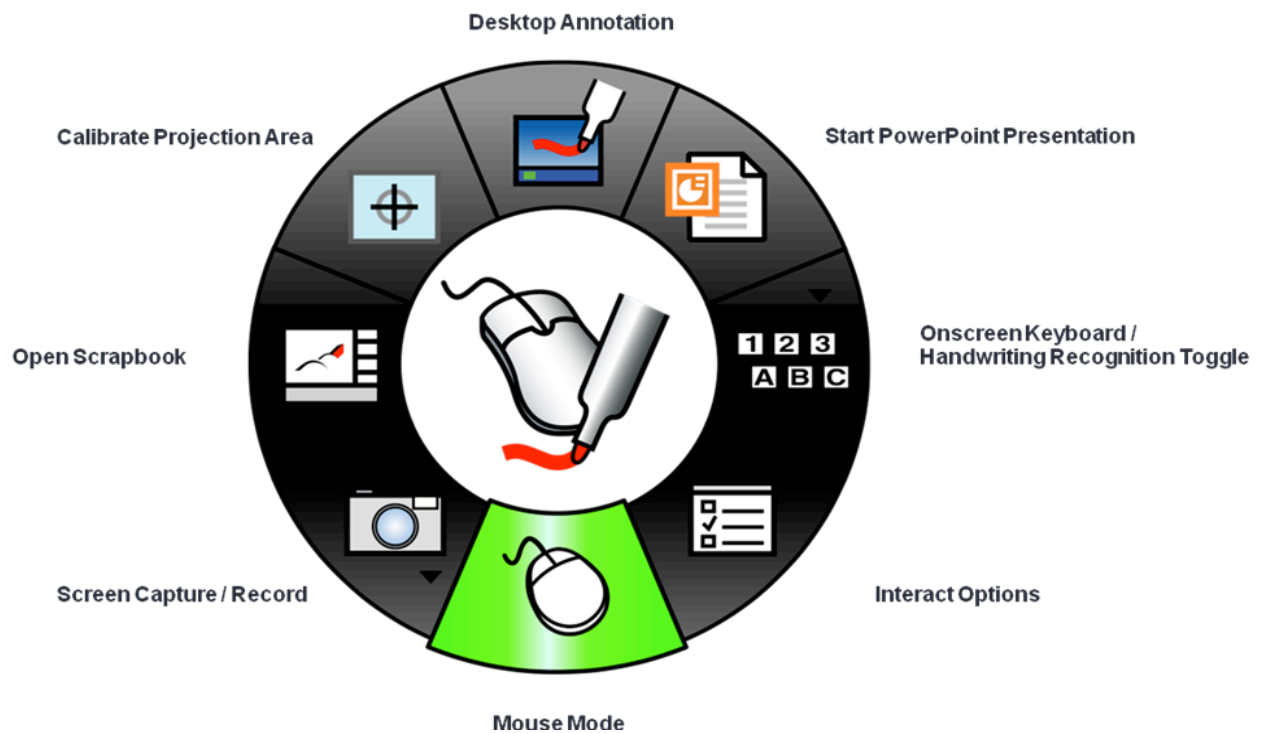 Desktop Annotation
Calibrate Projection Area
Start PowerPoint Presentation
Open Scrapbook
1 2 3
A B C
Onscreen Keyboard /
Handwriting Recognition Toggle
Screen Capture / Record
Interact Options
Mouse Mode